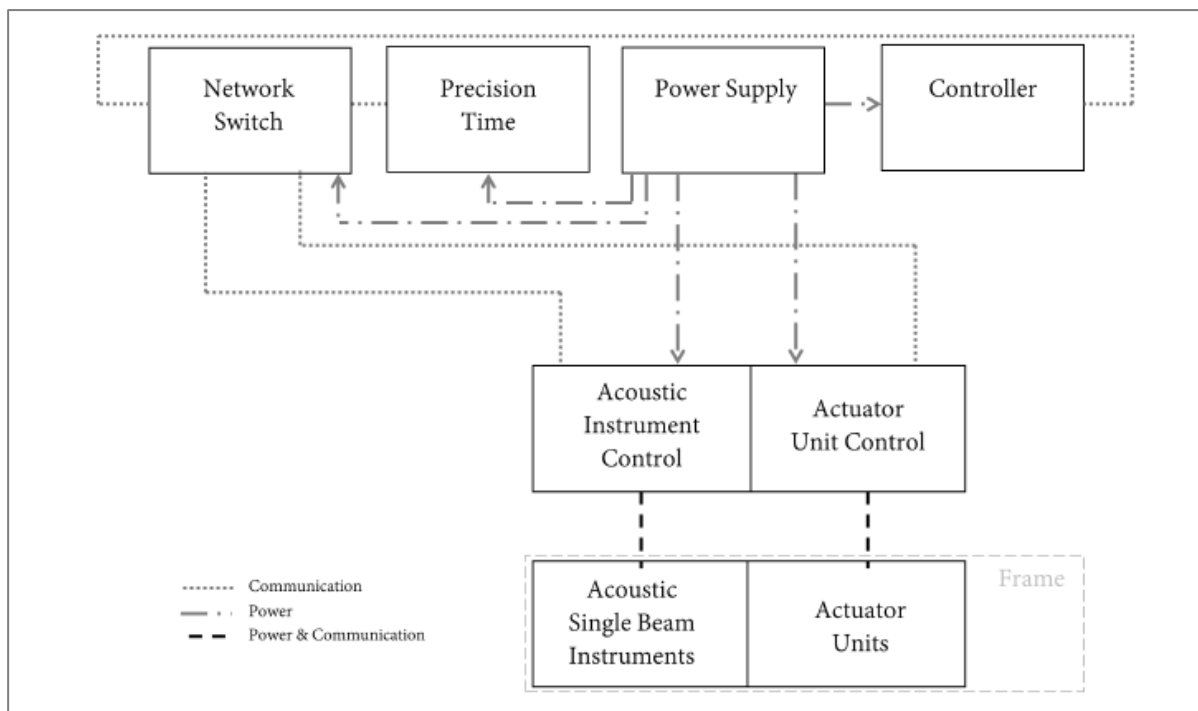 Network
Switch
Precision
Time
Power Supply
Controller
Acoustic
Instrument
Control
Actuator
Unit Control
Frame
Acoustic
Single Beam
Instruments
Actuator
Units
Communication
Power
Power & Communication